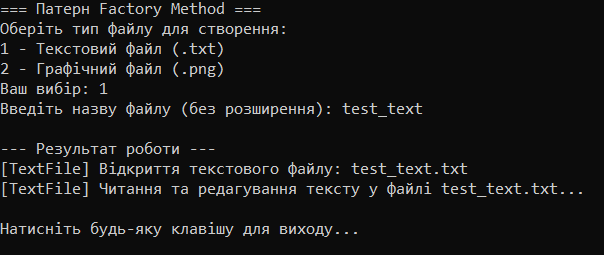 === Патерн Factory Method ===
Оберіть тип файлу для створення:
1 - Текстовий файл (.txt)
2 - Графічний файл (.png)
Ваш вибір: 1
Введіть назву файлу (без розширення): test_text
--- Результат роботи ---
[TextFile] Відкриття текстового файлу: test_text.txt
[TextFile] Читання та редагування тексту у файлі test_text.txt...
Натисніть будь-яку клавішу для виходу...